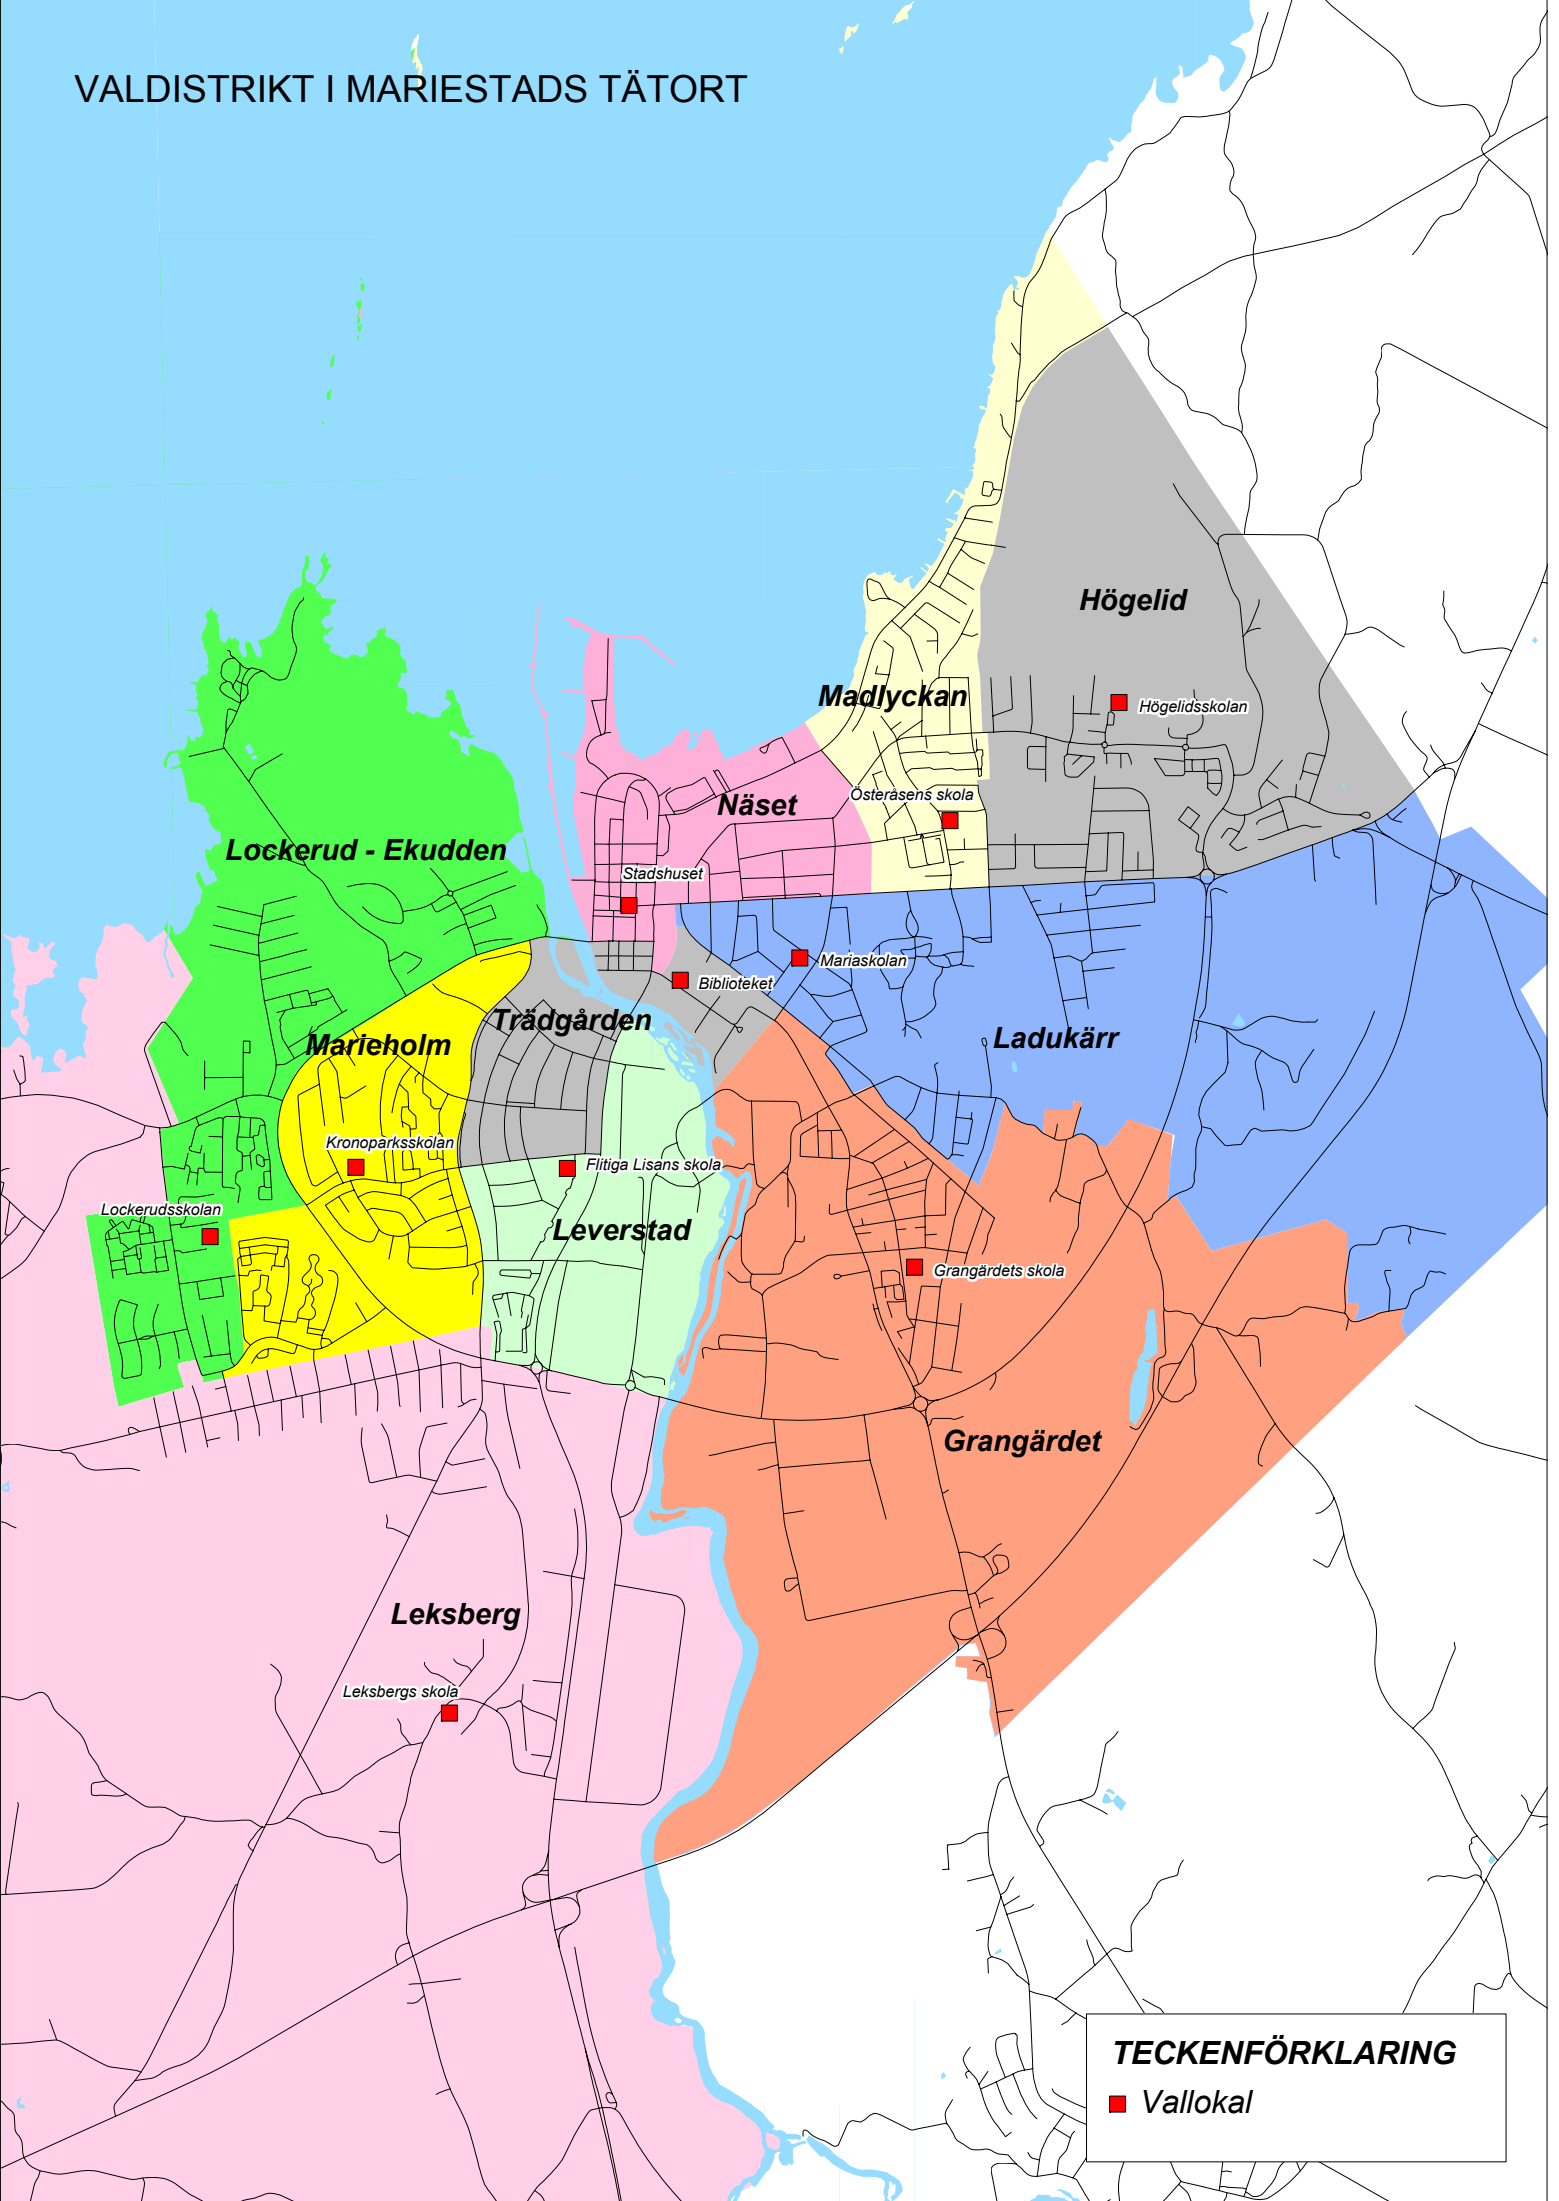 VALDISTRIKT I MARIESTADS TÄTORT
Högelid
Madlyckan
Högelidsskolan
Österåsens skola
Näset
Lockerud - Ekudden
Stadshuset
Mariaskolan
Biblioteket
Trädgården
Ladukärr
Marieholm
Kronoparksskolan
Flitiga Lisans skola
Lockerudsskolan
Leverstad
Grangärdets skola
Grangärdet
Leksberg
Leksbergs skola
TECKENFÖRKLARING
Vallokal